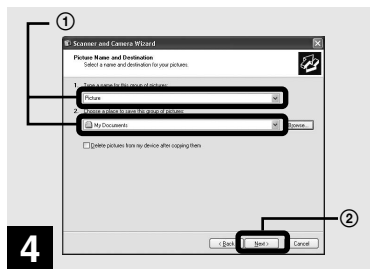 ①
Scanner and Camera Wizard
Picture Name and Destination
Select a name and destination for your pictures.
1. Type a name for this group of pictures:
Picture
2. Choose a place to save this group of pictures:
My Documents
Browse...
Delete pictures from my device after copying them
②
4
< Back Next > Cancel